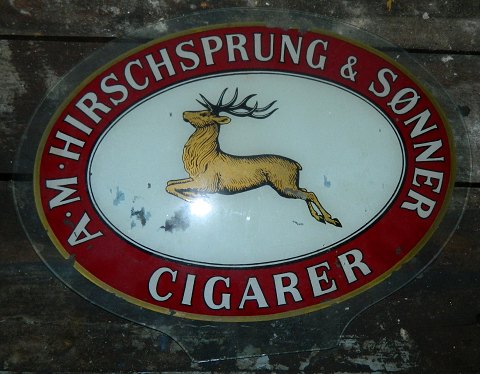 A·M·HIRSCHSPRUNG & SØNNER
CIGARER